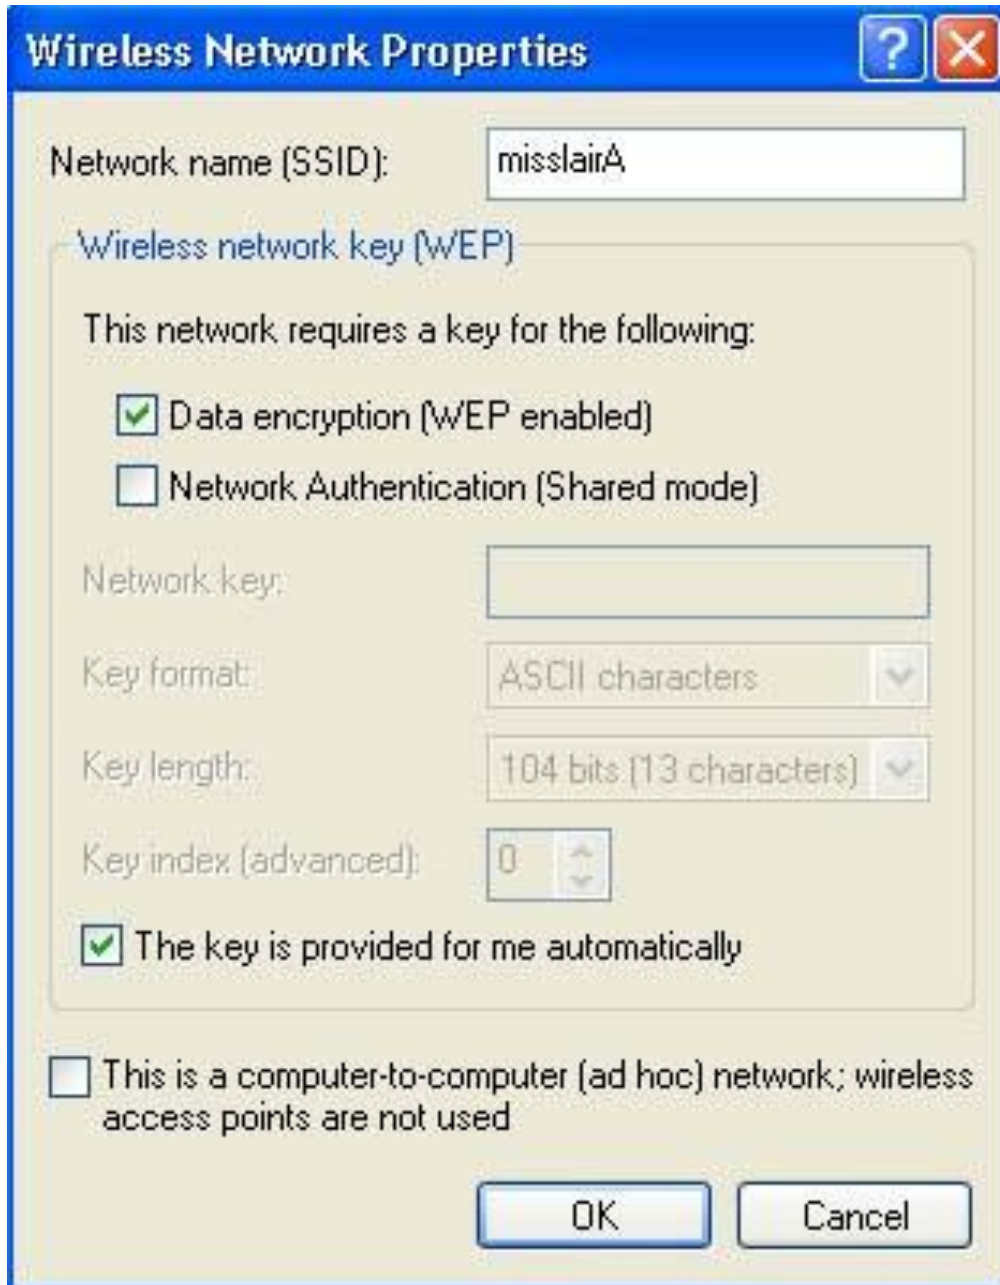 Wireless Network Properties
Network name (SSID): misslairA
Wireless network key (WEP)
This network requires a key for the following:
Data encryption (WEP enabled)
Network Authentication (Shared mode)
Network key:
Key format: ASCII characters
Key length: 104 bits (13 characters)
Key index (advanced): 0
The key is provided for me automatically
This is a computer-to-computer (ad hoc) network; wireless
access points are not used
OK Cancel